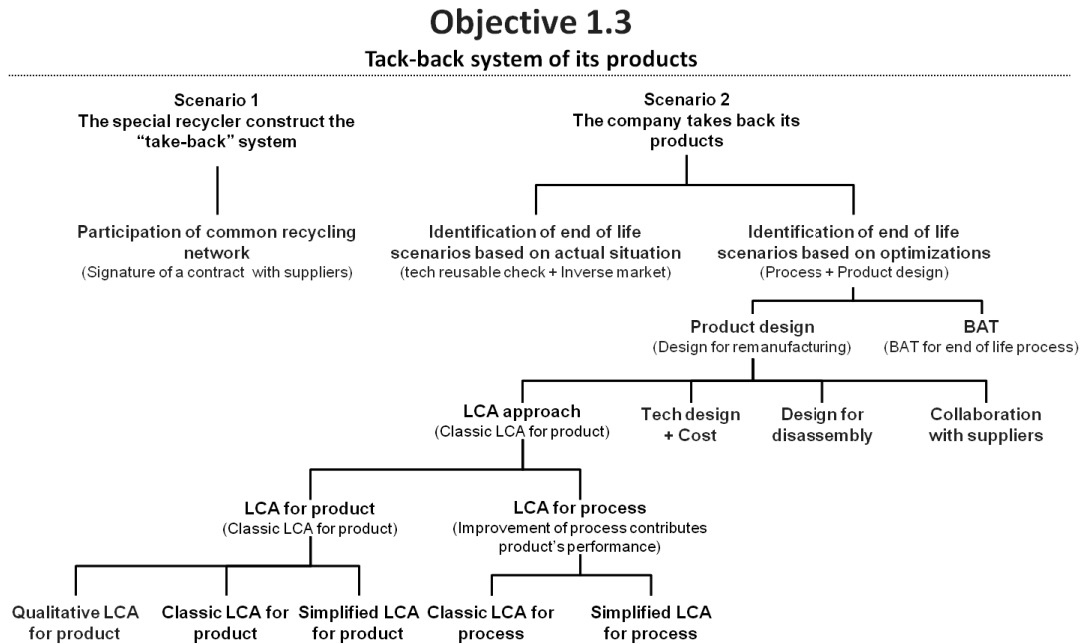 Objective 1.3
Tack-back system of its products
Scenario 1
The special recycler construct the
“take-back” system
Scenario 2
The company takes back its
products
Participation of common recycling
network
(Signature of a contract with suppliers)
Identification of end of life
scenarios based on actual situation
(tech reusable check + Inverse market)
Identification of end of life
scenarios based on optimizations
(Process + Product design)
Product design
(Design for remanufacturing)
BAT
(BAT for end of life process)
LCA approach
(Classic LCA for product)
Tech design
+ Cost
Design for
disassembly
Collaboration
with suppliers
LCA for product
(Classic LCA for product)
LCA for process
(Improvement of process contributes
product's performance)
Qualitative LCA
for product
Classic LCA for
product
Simplified LCA
for product
Classic LCA for
process
Simplified LCA
for process